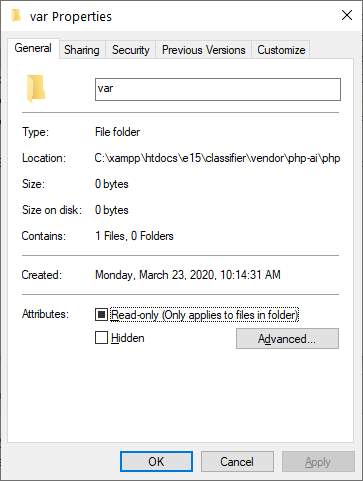 var Properties
General Sharing Security Previous Versions Customize
var
Type: File folder
Location: C:\xampp\htdocs\e15\classifier\vendor\php-ai\php
Size: 0 bytes
Size on disk: 0 bytes
Contains: 1 Files, 0 Folders
Created: Monday, March 23, 2020, 10:14:31 AM
Attributes: Read-only (Only applies to files in folder)
Hidden Advanced...
OK Cancel Apply